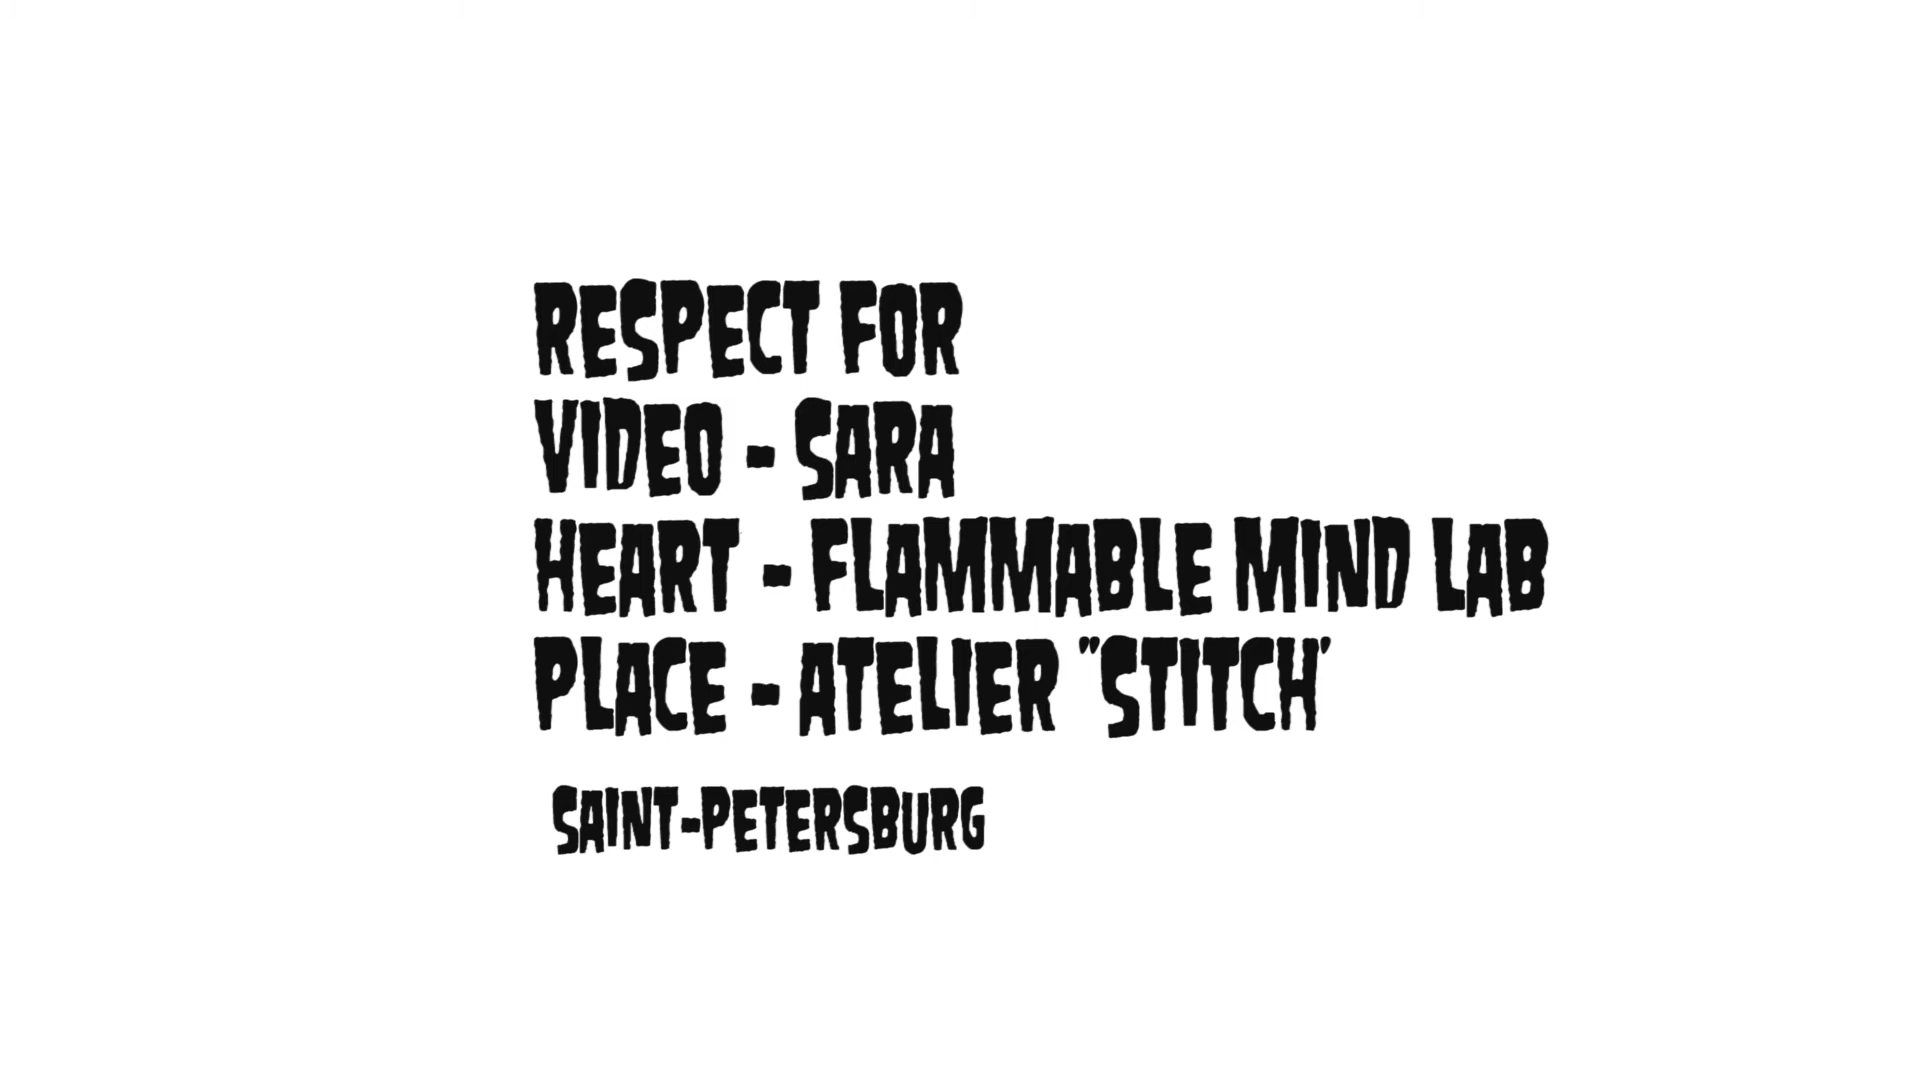 RESPECT FOR
VIDEO - SARA
HEART - FLAMMABLE MIND LAB
PLACE - ATELIER "STITCH'
SAINT-PETERSBURG